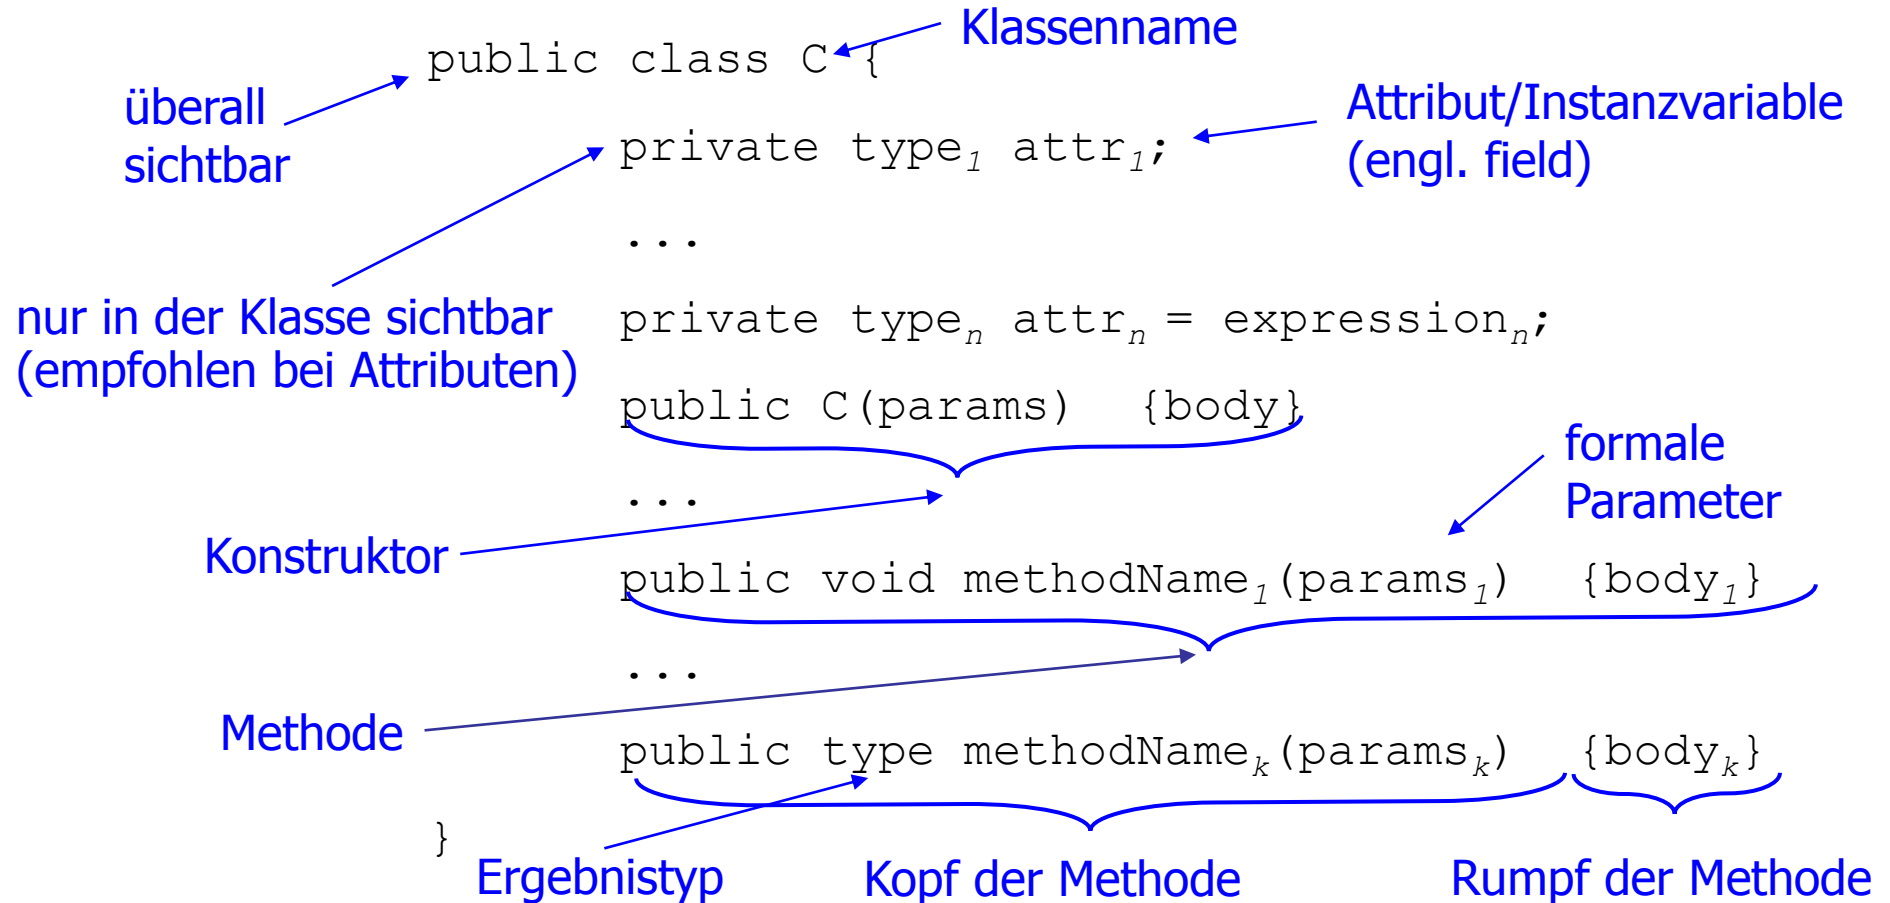 Klassenname
public class C {
überall
sichtbar
Attribut/Instanzvariable
(engl. field)
private type1 attr1;
...
nur in der Klasse sichtbar
(empfohlen bei Attributen)
private typen attrn = expressionn;
public C(params) {body}
formale
Parameter
...
Konstruktor
public void methodName1(params1) {body1}
...
Methode
public type methodNamek(paramsk) {bodyk}
}
Ergebnistyp
Kopf der Methode
Rumpf der Methode